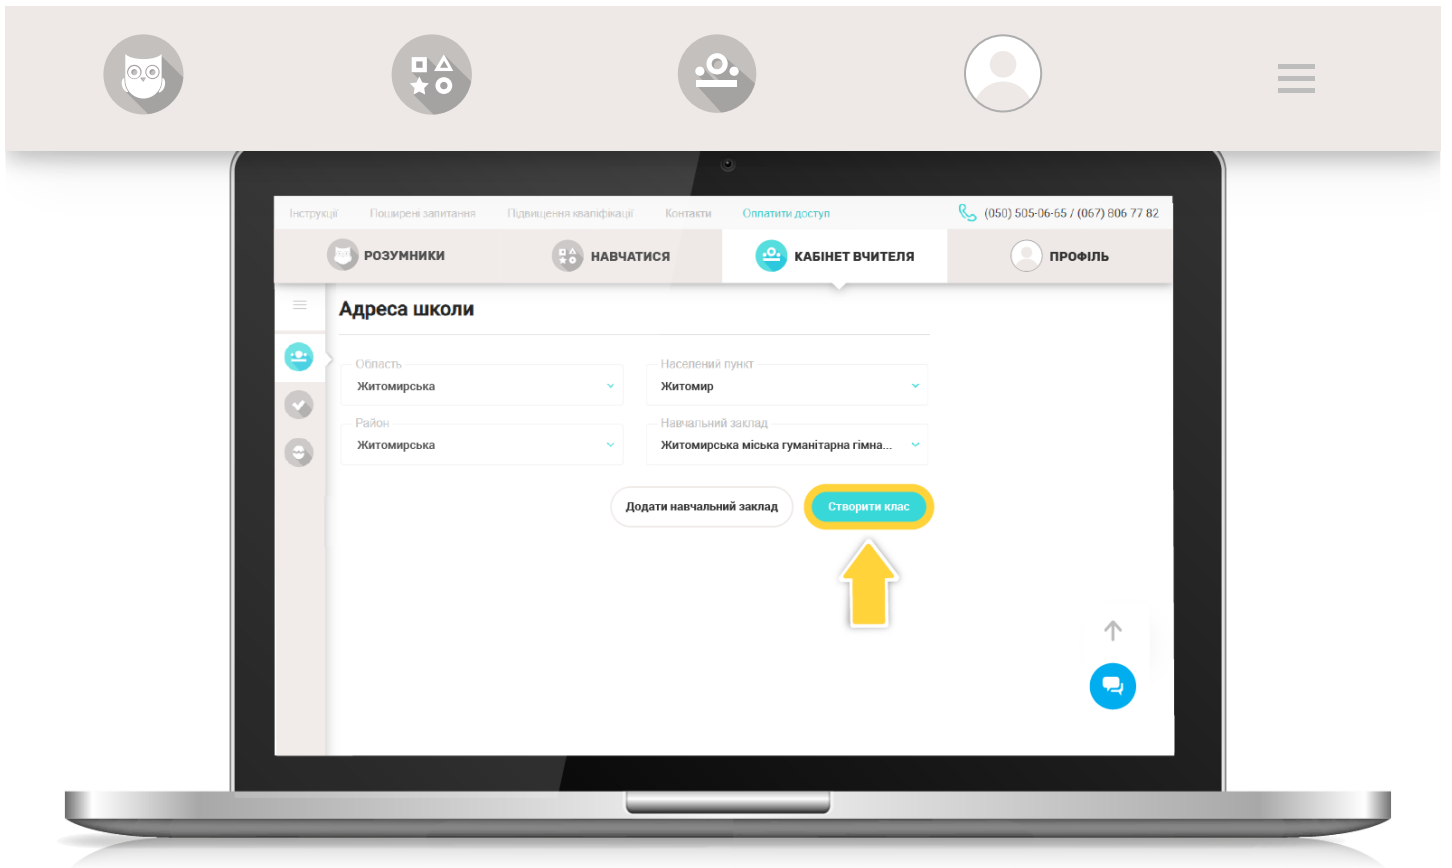 Інструкції Поширені запитання Підвищення кваліфікації Контакти Оплатити доступ (050) 505-06-65 / (067) 806 77 82
РОЗУМНИКИ НАВЧАТИСЯ КАБІНЕТ ВЧИТЕЛЯ ПРОФІЛЬ
Адреса школи
Область Населений пункт
Житомирська Житомир
Район Навчальний заклад
Житомирська Житомирська міська гуманітарна гімна...
Додати навчальний заклад Створити клас